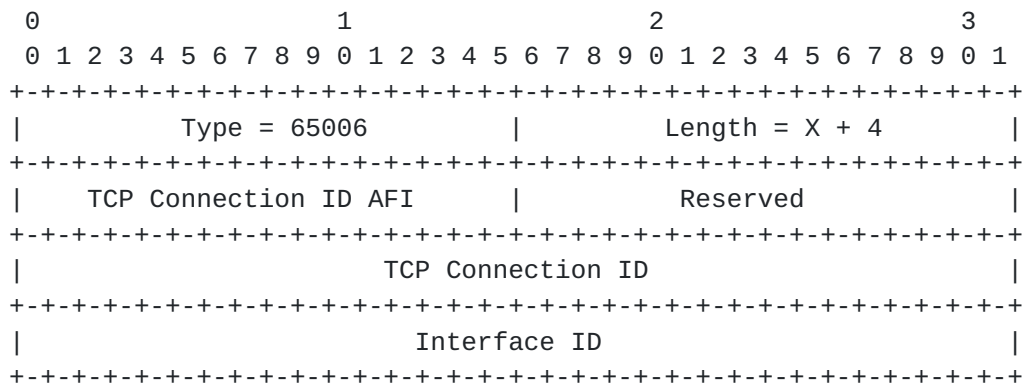 0                   1                   2                   3
 0 1 2 3 4 5 6 7 8 9 0 1 2 3 4 5 6 7 8 9 0 1 2 3 4 5 6 7 8 9 0 1
+-+-+-+-+-+-+-+-+-+-+-+-+-+-+-+-+-+-+-+-+-+-+-+-+-+-+-+-+-+-+-+-+
|          Type = 65006         |         Length = X + 4        |
+-+-+-+-+-+-+-+-+-+-+-+-+-+-+-+-+-+-+-+-+-+-+-+-+-+-+-+-+-+-+-+-+
|    TCP Connection ID AFI      |          Reserved             |
+-+-+-+-+-+-+-+-+-+-+-+-+-+-+-+-+-+-+-+-+-+-+-+-+-+-+-+-+-+-+-+-+
|                       TCP Connection ID                       |
+-+-+-+-+-+-+-+-+-+-+-+-+-+-+-+-+-+-+-+-+-+-+-+-+-+-+-+-+-+-+-+-+
|                         Interface ID                          |
+-+-+-+-+-+-+-+-+-+-+-+-+-+-+-+-+-+-+-+-+-+-+-+-+-+-+-+-+-+-+-+-+